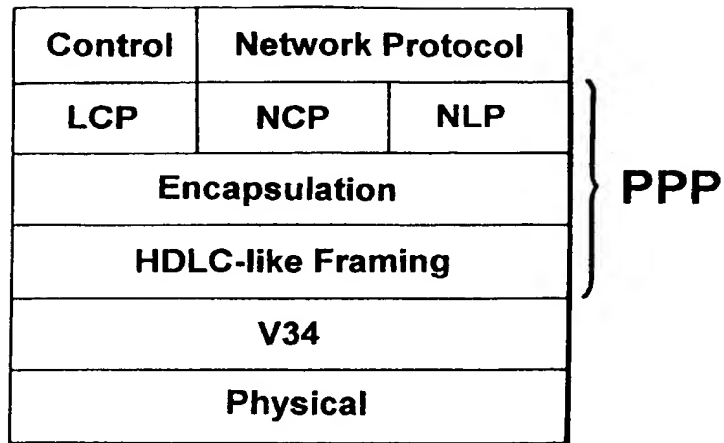 Control Network Protocol
LCP NCP NLP
Encapsulation
PPP
HDLC-like Framing
V34
Physical